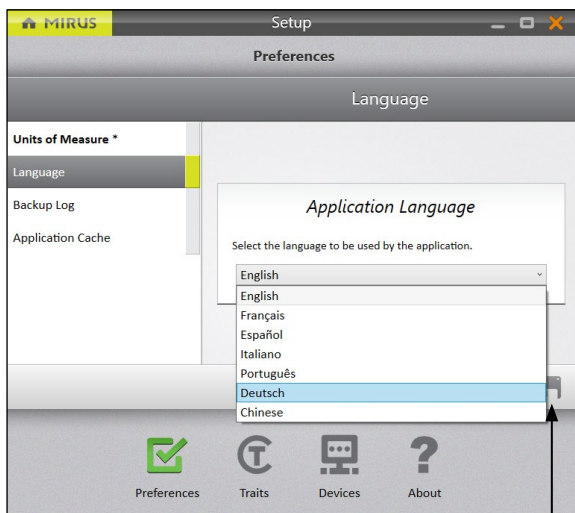 MIRUS Setup
Preferences
Language
Units of Measure *
Language
Backup Log
Application Cache
Application Language
Select the language to be used by the application.
English
English
Français
Español
Italiano
Português
Deutsch
Chinese
Preferences Traits Devices About